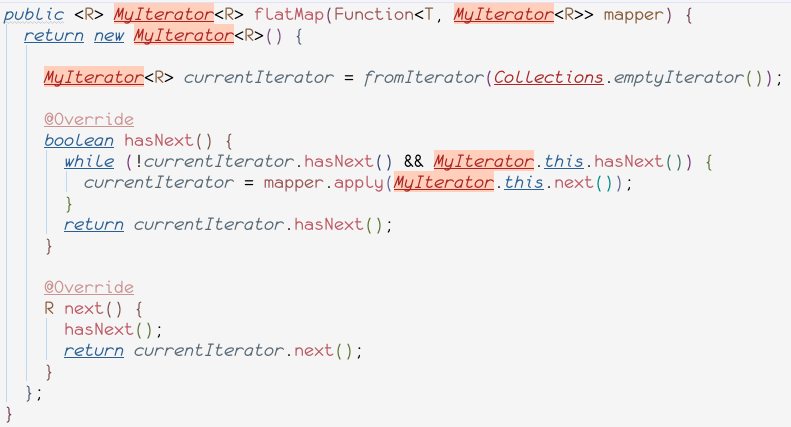 public <R> MyIterator<R> flatMap(Function<T, MyIterator<R>> mapper) {
return new MyIterator<R>() {
MyIterator<R> currentIterator = fromIterator(Collections.emptyIterator());
@Override
boolean hasNext() {
while (!currentIterator.hasNext() && MyIterator.this.hasNext()) {
currentIterator = mapper.apply(MyIterator.this.next());
}
return currentIterator.hasNext();
}
@Override
R next() {
hasNext();
return currentIterator.next();
}
};
}